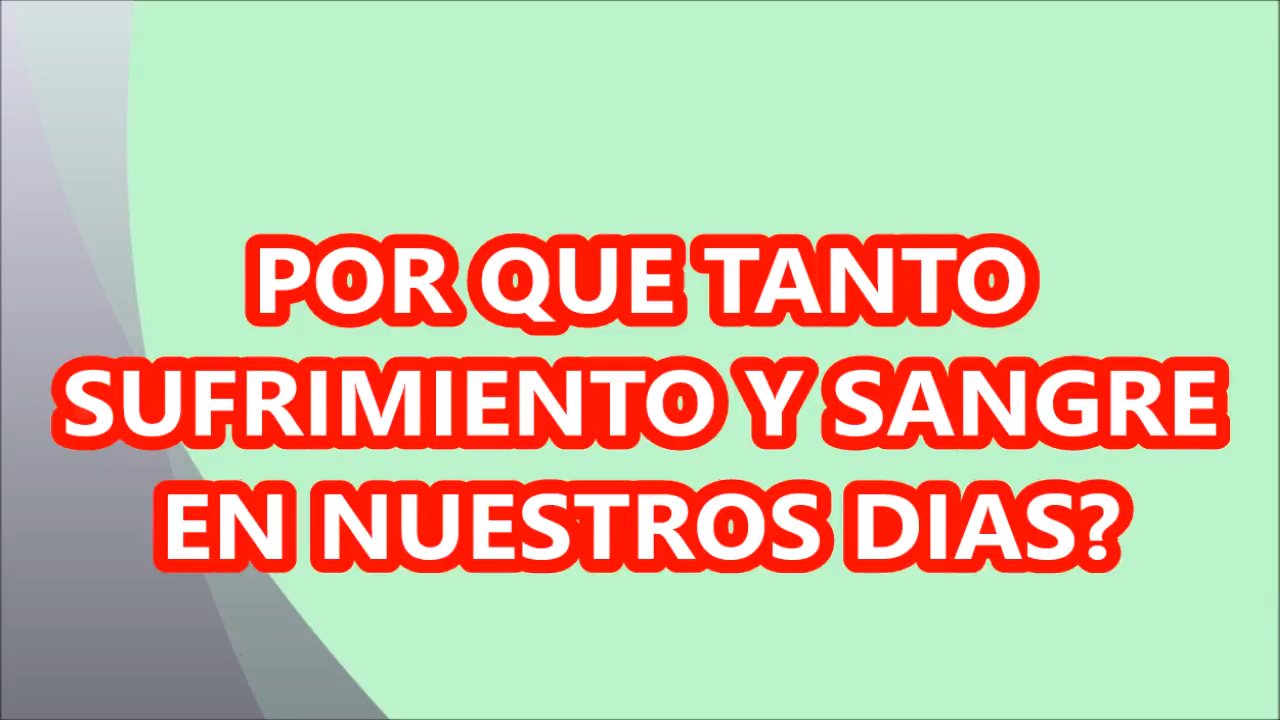 POR QUE TANTO
SUFRIMIENTO Y SANGRE
EN NUESTROS DIAS?